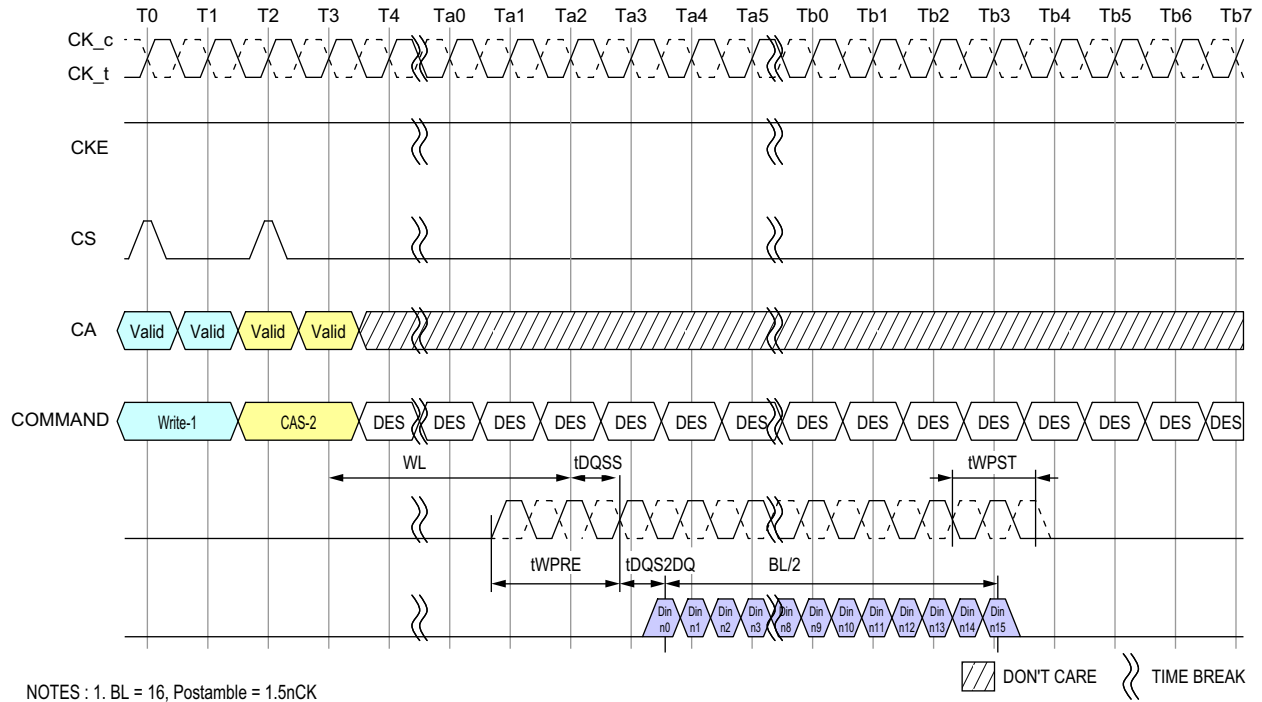 T0 T1 T2 T3 T4 Ta0 Ta1 Ta2 Ta3 Ta4 Ta5 Tb0 Tb1 Tb2 Tb3 Tb4 Tb5 Tb6 Tb7
CK_c
CK_t
CKE
CS
CA Valid Valid Valid Valid
COMMAND Write-1 CAS-2 DES DES DES DES DES DES DES DES DES DES DES DES DES DES DES
WL tDQSS tWPST
tWPRE tDQS2DQ BL/2
Din Din Din Din Din Din Din Din Din Din Din Din
n0 n1 n2 n3 n8 n9 n10 n11 n12 n13 n14 n15
DON'T CARE TIME BREAK
NOTES : 1. BL = 16, Postamble = 1.5nCK